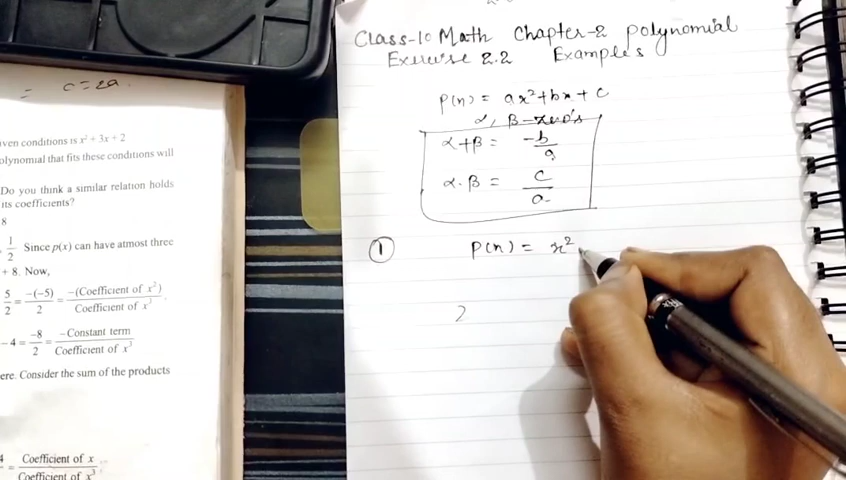 c = 2a
ven conditions is x² + 3x + 2
olynomial that fits these conditions will
Do you think a similar relation holds
its coefficients?
8
1/2 Since p(x) can have atmost three
+ 8. Now,
5/2 = -(-5)/2 = -(Coefficient of x²)/Coefficient of x³
- 4 = -8/2 = -Constant term/Coefficient of x³
ere. Consider the sum of the products
4 = Coefficient of x/Coefficient of x³
Class-10 Math Chapter-2 Polynomial
Exercise 2.2 Examples
P(x) = ax² + bx + c
α, β - zero's
α+β = -b/a
α.β = c/a
① P(x) = x²